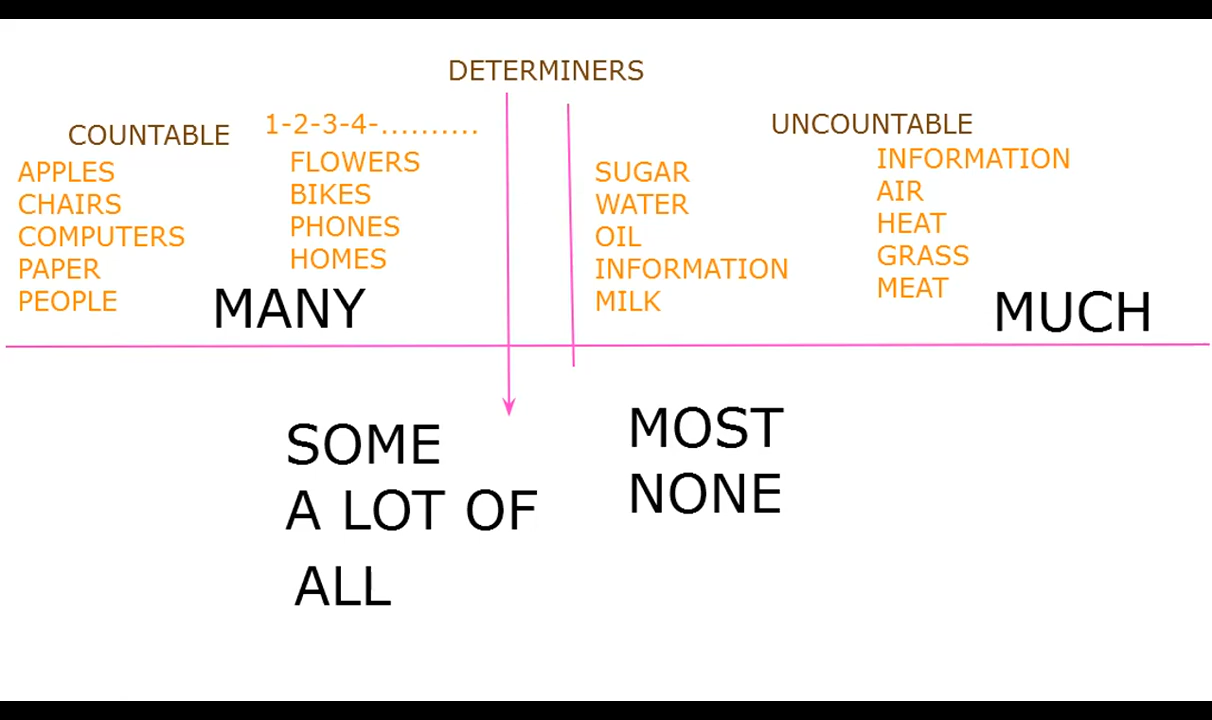 DETERMINERS
COUNTABLE
1-2-3-4-..........
APPLES
CHAIRS
COMPUTERS
PAPER
PEOPLE
FLOWERS
BIKES
PHONES
HOMES
MANY
UNCOUNTABLE
SUGAR
WATER
OIL
INFORMATION
MILK
INFORMATION
AIR
HEAT
GRASS
MEAT
MUCH
SOME
A LOT OF
ALL
MOST
NONE